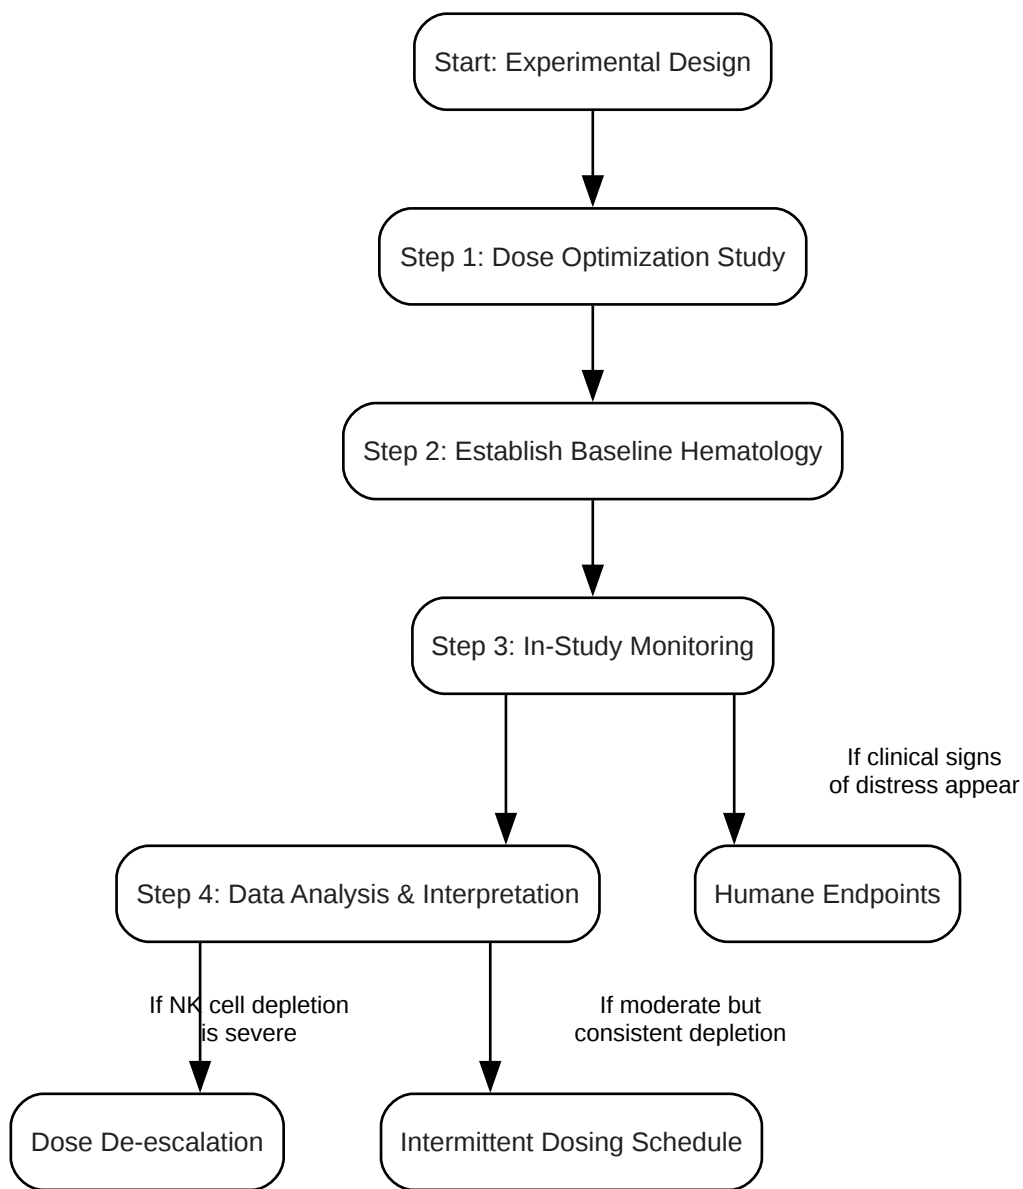 Start: Experimental Design
Step 1: Dose Optimization Study
Step 2: Establish Baseline Hematology
Step 3: In-Study Monitoring
If clinical signs
of distress appear
Step 4: Data Analysis & Interpretation
Humane Endpoints
If NK cell depletion
is severe
If moderate but
consistent depletion
Dose De-escalation
Intermittent Dosing Schedule